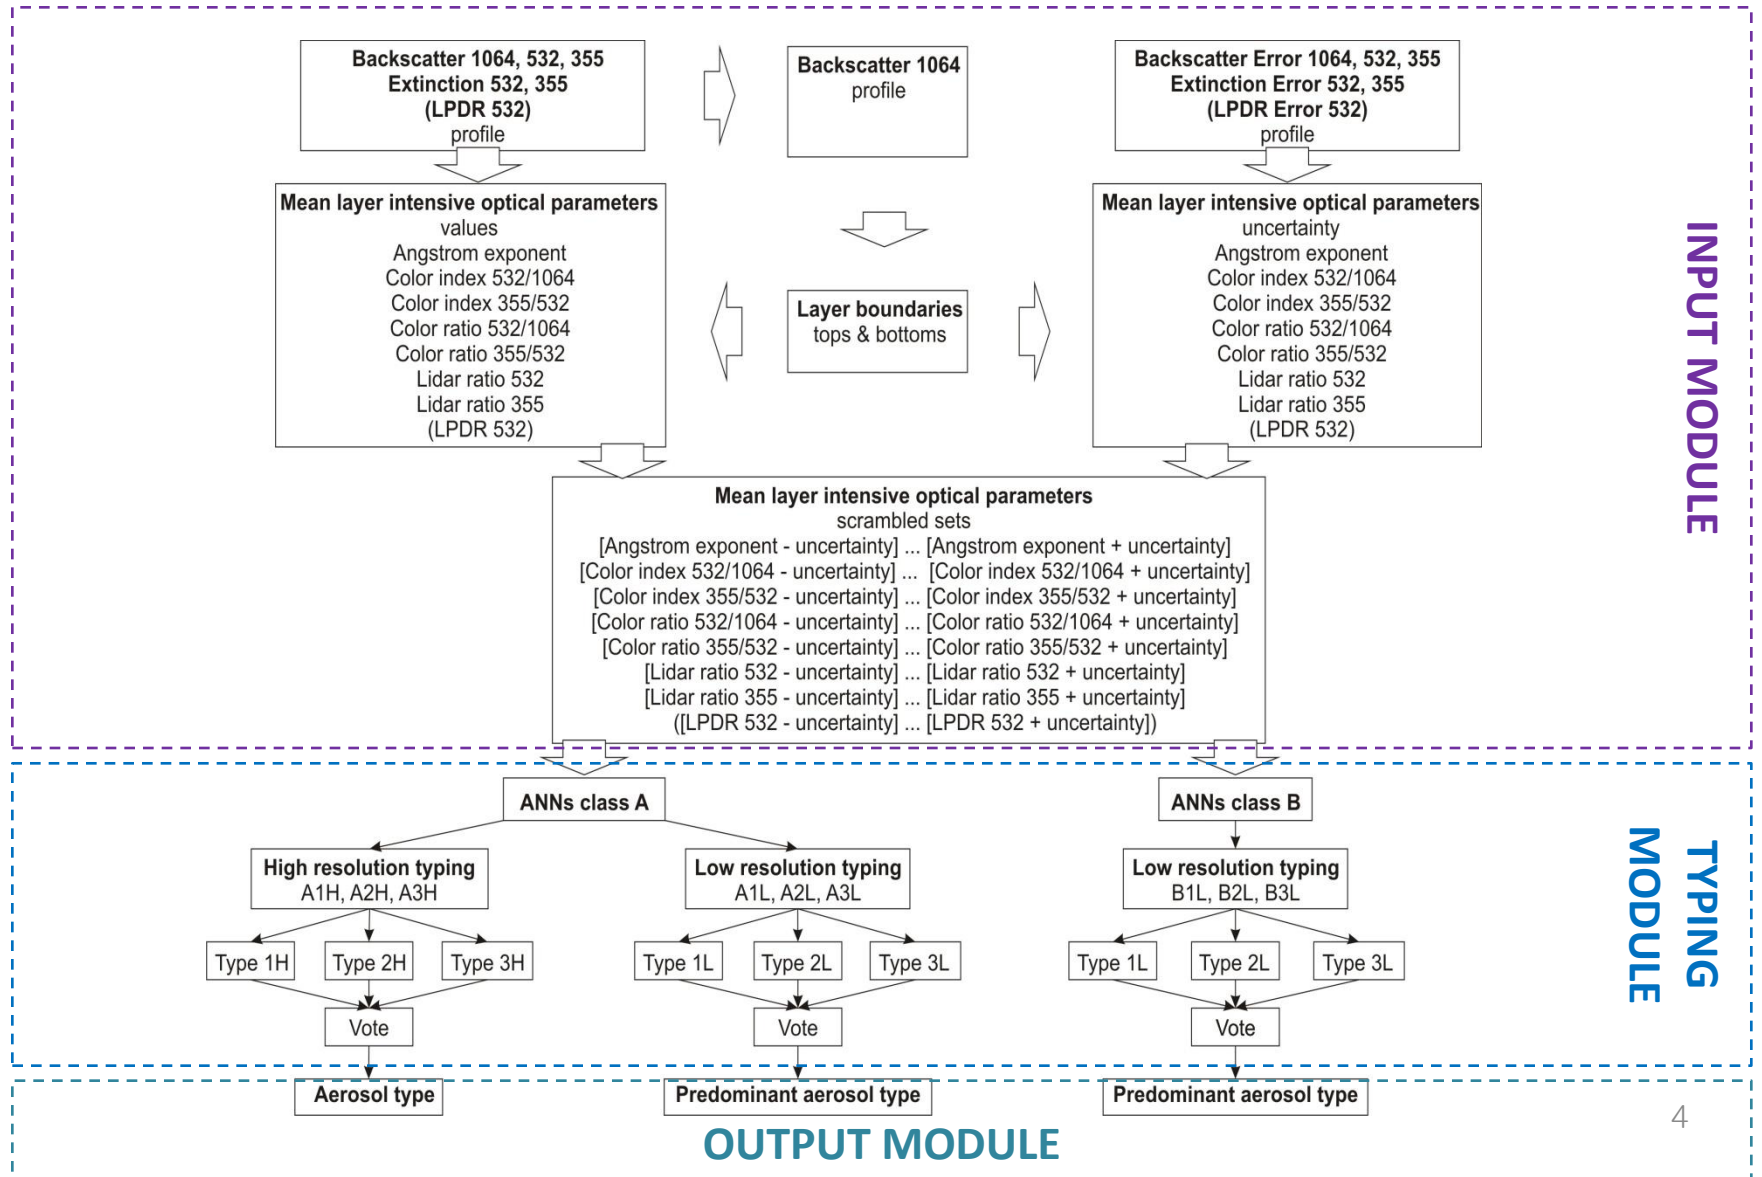 Backscatter 1064, 532, 355
Extinction 532, 355
(LPDR 532)
profile
Backscatter 1064
profile
Backscatter Error 1064, 532, 355
Extinction Error 532, 355
(LPDR Error 532)
profile
Mean layer intensive optical parameters
values
Angstrom exponent
Color index 532/1064
Color index 355/532
Color ratio 532/1064
Color ratio 355/532
Lidar ratio 532
Lidar ratio 355
(LPDR 532)
Layer boundaries
tops & bottoms
Mean layer intensive optical parameters
uncertainty
Angstrom exponent
Color index 532/1064
Color index 355/532
Color ratio 532/1064
Color ratio 355/532
Lidar ratio 532
Lidar ratio 355
(LPDR 532)
INPUT MODULE
Mean layer intensive optical parameters
scrambled sets
[Angstrom exponent - uncertainty] ... [Angstrom exponent + uncertainty]
[Color index 532/1064 - uncertainty] ... [Color index 532/1064 + uncertainty]
[Color index 355/532 - uncertainty] ... [Color index 355/532 + uncertainty]
[Color ratio 532/1064 - uncertainty] ... [Color ratio 532/1064 + uncertainty]
[Color ratio 355/532 - uncertainty] ... [Color ratio 355/532 + uncertainty]
[Lidar ratio 532 - uncertainty] ... [Lidar ratio 532 + uncertainty]
[Lidar ratio 355 - uncertainty] ... [Lidar ratio 355 + uncertainty]
([LPDR 532 - uncertainty] ... [LPDR 532 + uncertainty])
ANNs class A
ANNs class B
High resolution typing
A1H, A2H, A3H
Low resolution typing
A1L, A2L, A3L
Low resolution typing
B1L, B2L, B3L
TYPING
MODULE
Type 1H
Type 2H
Type 3H
Type 1L
Type 2L
Type 3L
Type 1L
Type 2L
Type 3L
Vote
Vote
Vote
Aerosol type
Predominant aerosol type
Predominant aerosol type
4
OUTPUT MODULE